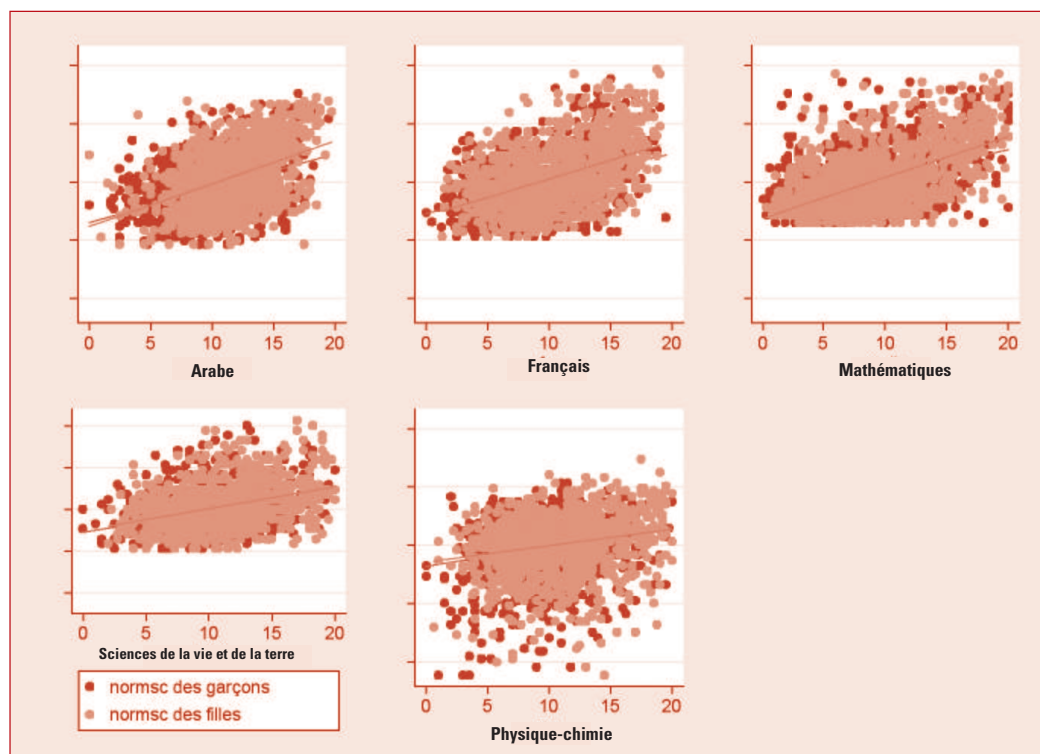 0 5 10 15 20
Arabe
0 5 10 15 20
Français
0 5 10 15 20
Mathématiques
0 5 10 15 20
Sciences de la vie et de la terre
normsc des garçons
normsc des filles
0 5 10 15 20
Physique-chimie